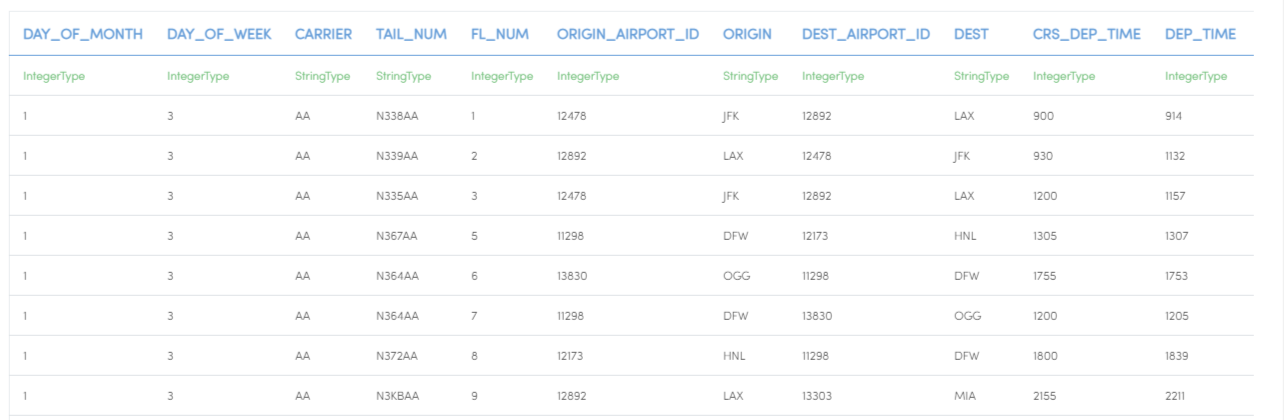 DAY_OF_MONTH DAY_OF_WEEK CARRIER TAIL_NUM FL_NUM ORIGIN_AIRPORT_ID ORIGIN DEST_AIRPORT_ID DEST CRS_DEP_TIME DEP_TIME
IntegerType IntegerType StringType StringType IntegerType IntegerType StringType IntegerType StringType IntegerType IntegerType
1 3 AA N338AA 1 12478 JFK 12892 LAX 900 914
1 3 AA N339AA 2 12892 LAX 12478 JFK 930 1132
1 3 AA N335AA 3 12478 JFK 12892 LAX 1200 1157
1 3 AA N367AA 5 11298 DFW 12173 HNL 1305 1307
1 3 AA N364AA 6 13830 OGG 11298 DFW 1755 1753
1 3 AA N364AA 7 11298 DFW 13830 OGG 1200 1205
1 3 AA N372AA 8 12173 HNL 11298 DFW 1800 1839
1 3 AA N3KBAA 9 12892 LAX 13303 MIA 2155 2211